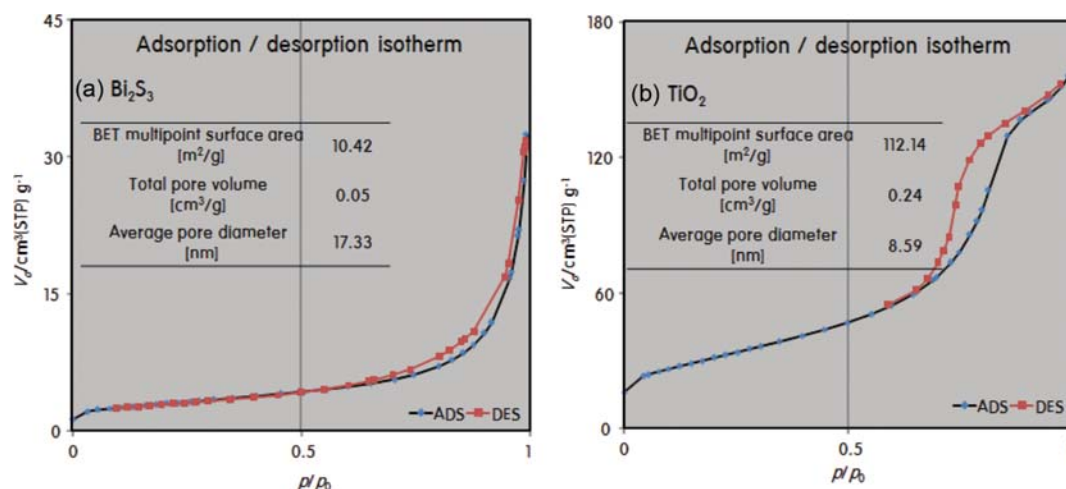 45
30
15
0
Adsorption / desorption isotherm
(a) Bi₂S₃
BET multipoint surface area
[m²/g]
10.42
Total pore volume
[cm³/g]
0.05
Average pore diameter
[nm]
17.33
Vₐ/cm³(STP) g⁻¹
ADS DES
0 0.5 1
p/p₀
180
120
60
0
Adsorption / desorption isotherm
(b) TiO₂
BET multipoint surface area
[m²/g]
112.14
Total pore volume
[cm³/g]
0.24
Average pore diameter
[nm]
8.59
Vₐ/cm³(STP) g⁻¹
ADS DES
0 0.5
p/p₀